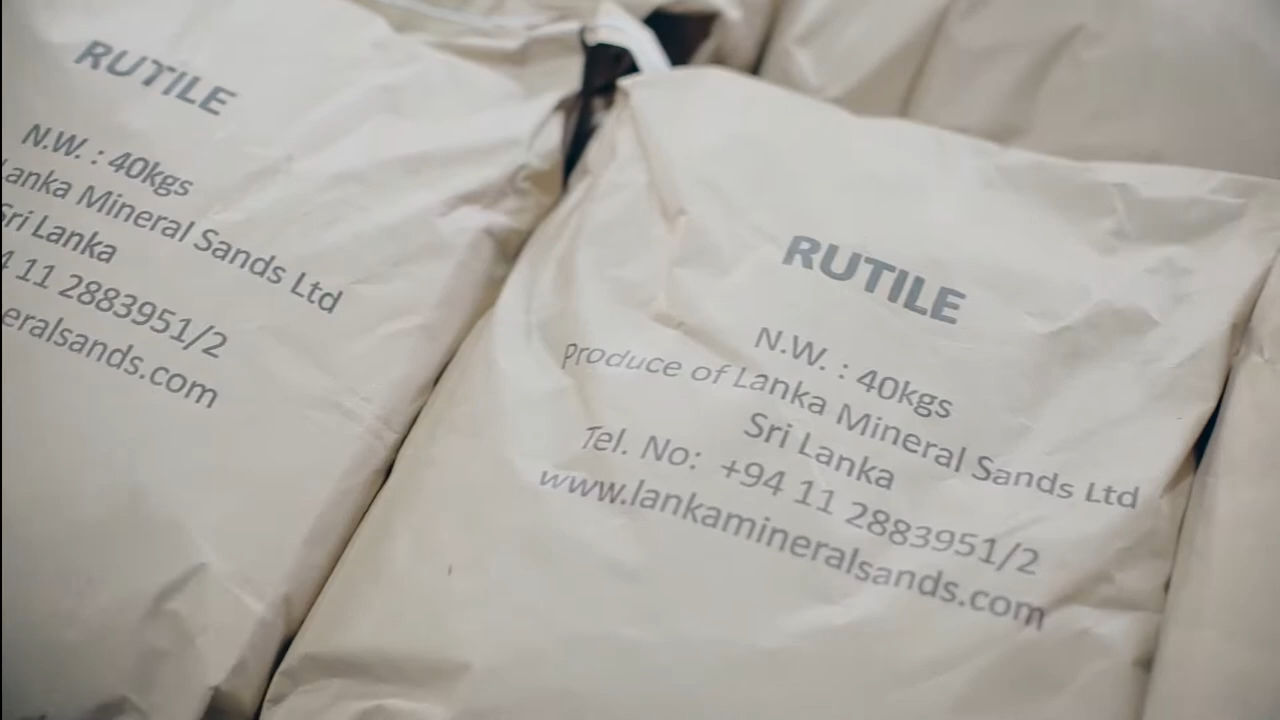 RUTILE
N.W. : 40kgs
anka Mineral Sands Ltd
Sri Lanka
4 11 2883951/2
eralsands.com
RUTILE
N.W. : 40kgs
produce of Lanka Mineral Sands Ltd
Sri Lanka
Tel. No: +94 11 2883951/2
www.lankamineralsands.com